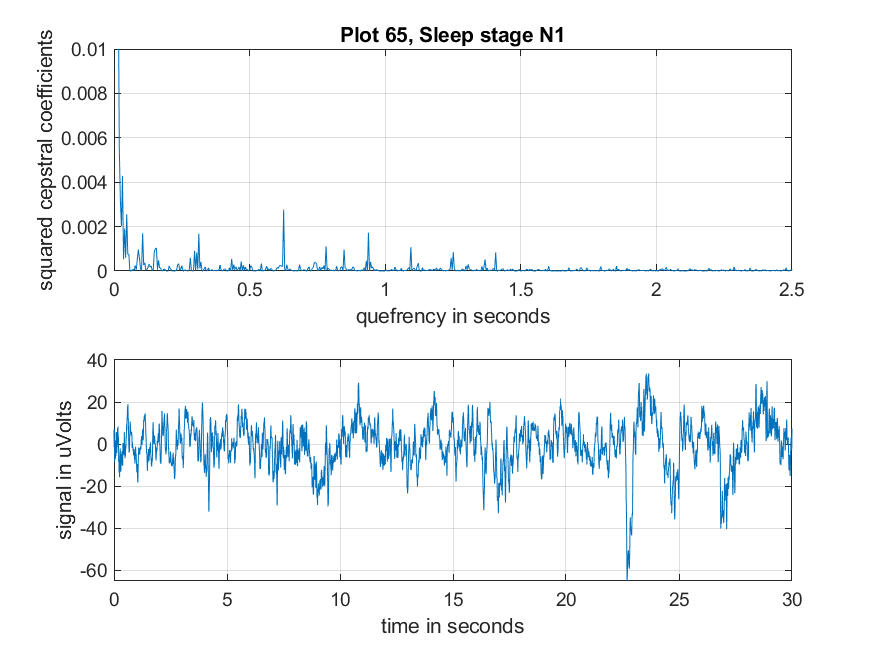 Plot 65, Sleep stage N1
squared cepstral coefficients
0.01
0.008
0.006
0.004
0.002
0
0 0.5 1 1.5 2 2.5
quefrency in seconds
signal in uVolts
40
20
0
-20
-40
-60
0 5 10 15 20 25 30
time in seconds